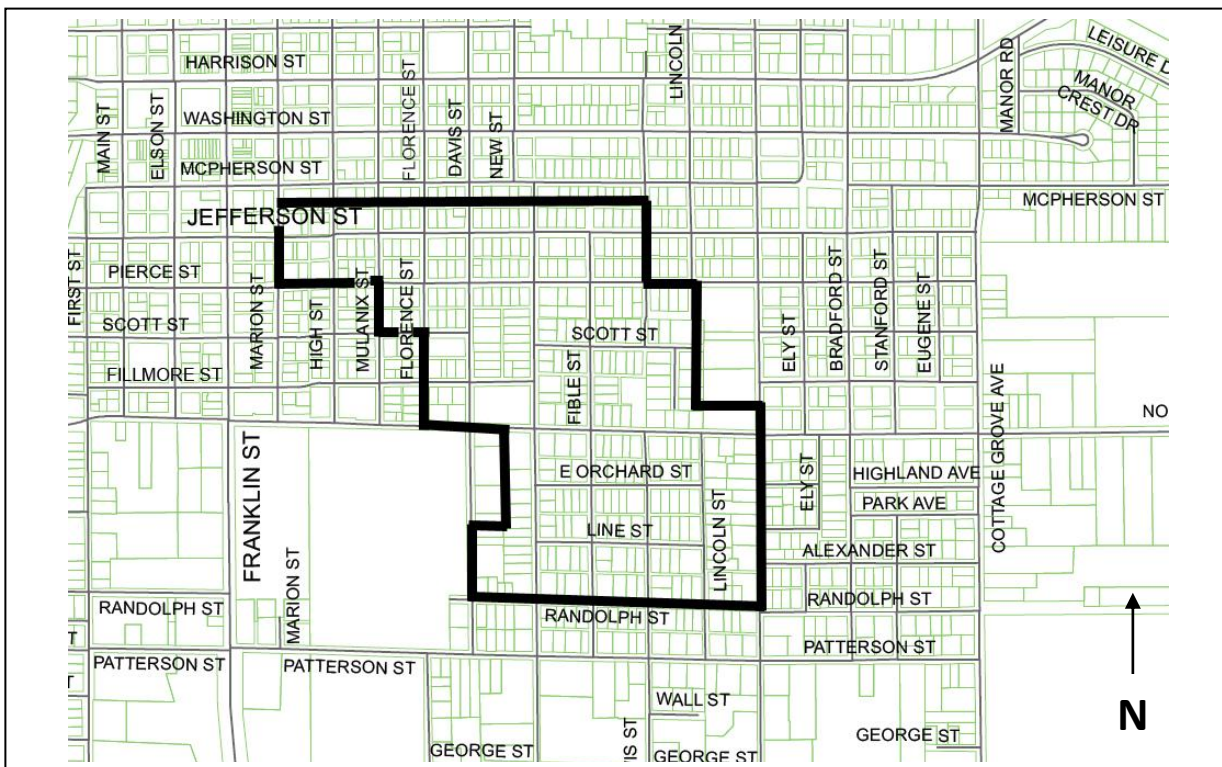 HARRISON ST
LINCOLN
MANOR RD
LEISURE D
MANOR
CREST DR
MAIN ST
ELSON ST
WASHINGTON ST
FLORENCE ST
DAVIS ST
NEW ST
MCPHERSON ST
MCPHERSON ST
JEFFERSON ST
FIRST ST
PIERCE ST
MARION ST
HIGH ST
MULANIX ST
FLORENCE ST
SCOTT ST
SCOTT ST
ELY ST
BRADFORD ST
STANFORD ST
EUGENE ST
FILLMORE ST
FIBLE ST
COTTAGE GROVE AVE
NO
FRANKLIN ST
E ORCHARD ST
ELY ST
HIGHLAND AVE
PARK AVE
LINE ST
LINCOLN ST
ALEXANDER ST
MARION ST
RANDOLPH ST
RANDOLPH ST
RANDOLPH ST
T
PATTERSON ST
PATTERSON ST
PATTERSON ST
T
WALL ST
N
GEORGE ST
VIS ST
GEORGE ST
GEORGE ST